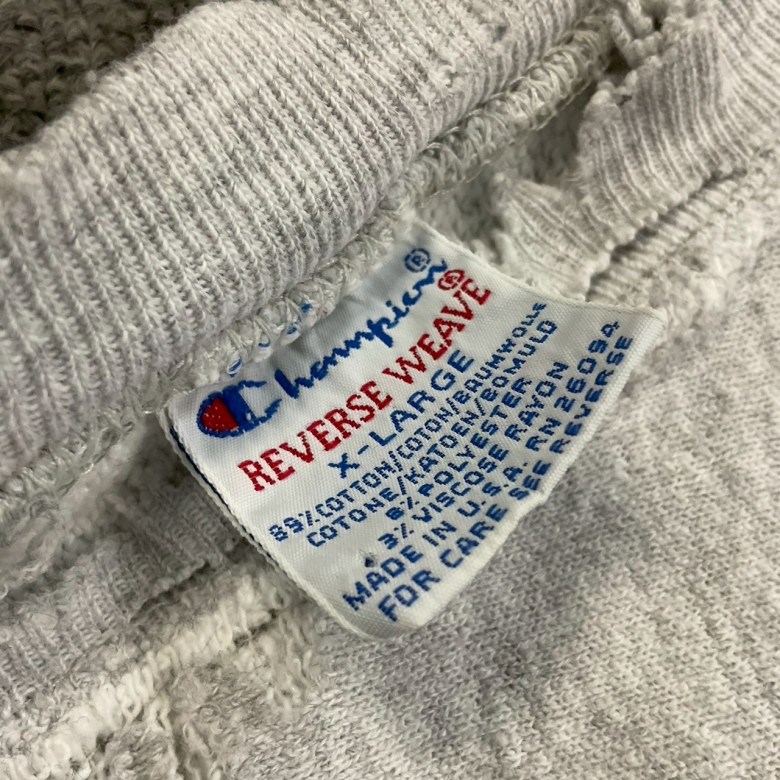 Champion®
REVERSE WEAVE®
X-LARGE
89% COTTON/COTON/BAUMWOLLE
COTONE/KATOEN/BOMULD
8% POLYESTER
3% VISCOSE RAYON
MADE IN U.S.A. RN 26094
FOR CARE SEE REVERSE